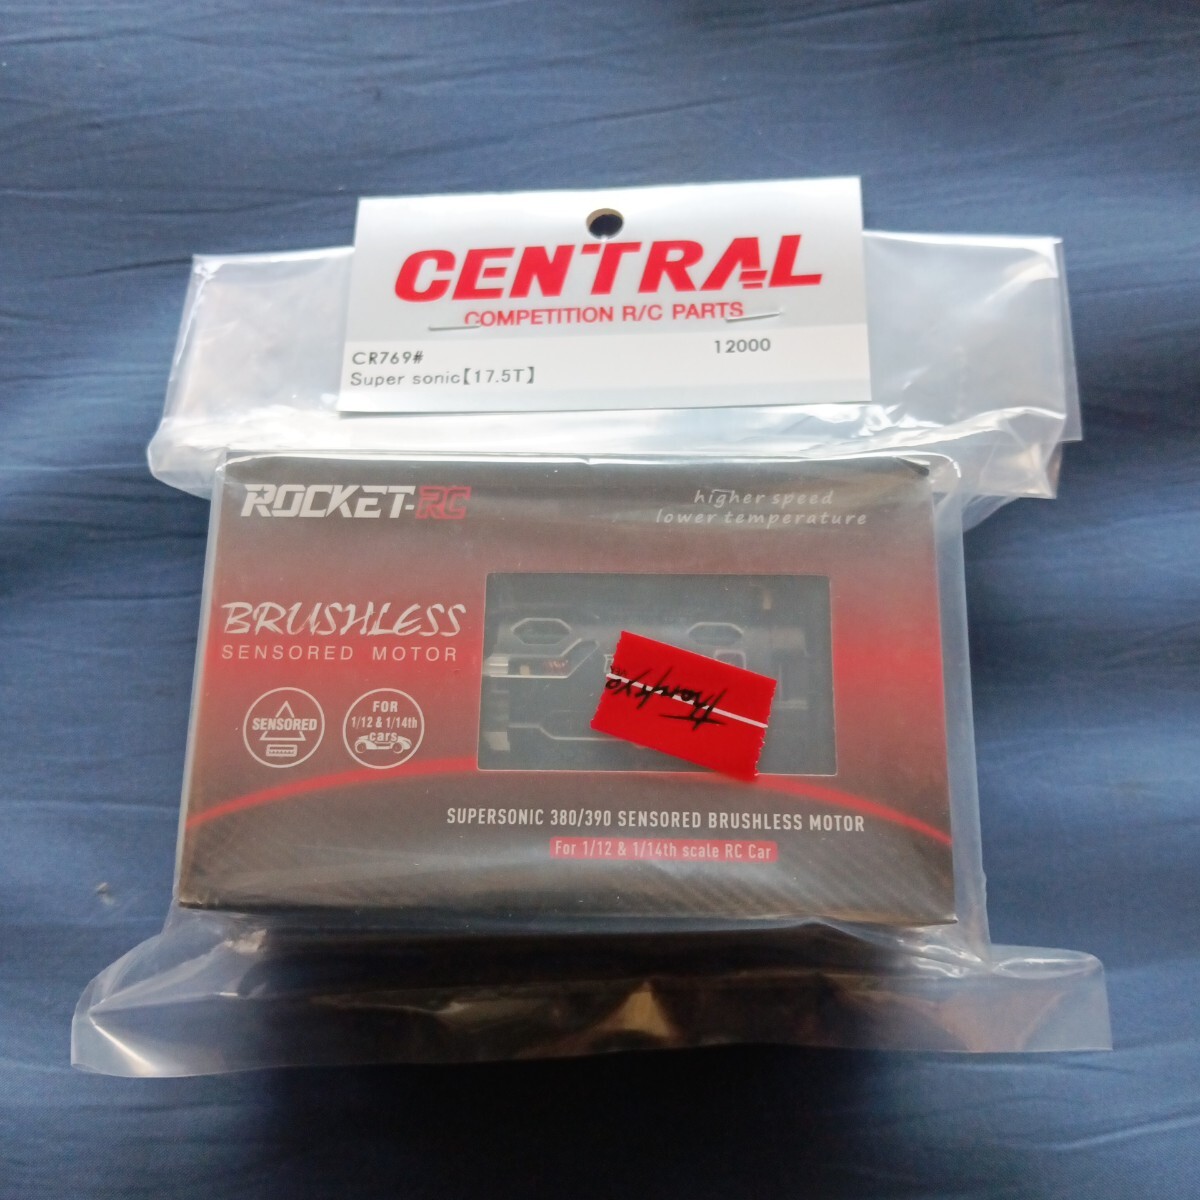 CENTRAL
COMPETITION R/C PARTS
CR769# 12000
Super sonic【17.5T】
ROCKET-RC
higher speed
lower temperature
BRUSHLESS
SENSORED MOTOR
SENSORED
FOR
1/12 & 1/14th
cars
Thank you
SUPERSONIC 380/390 SENSORED BRUSHLESS MOTOR
For 1/12 & 1/14th scale RC Car